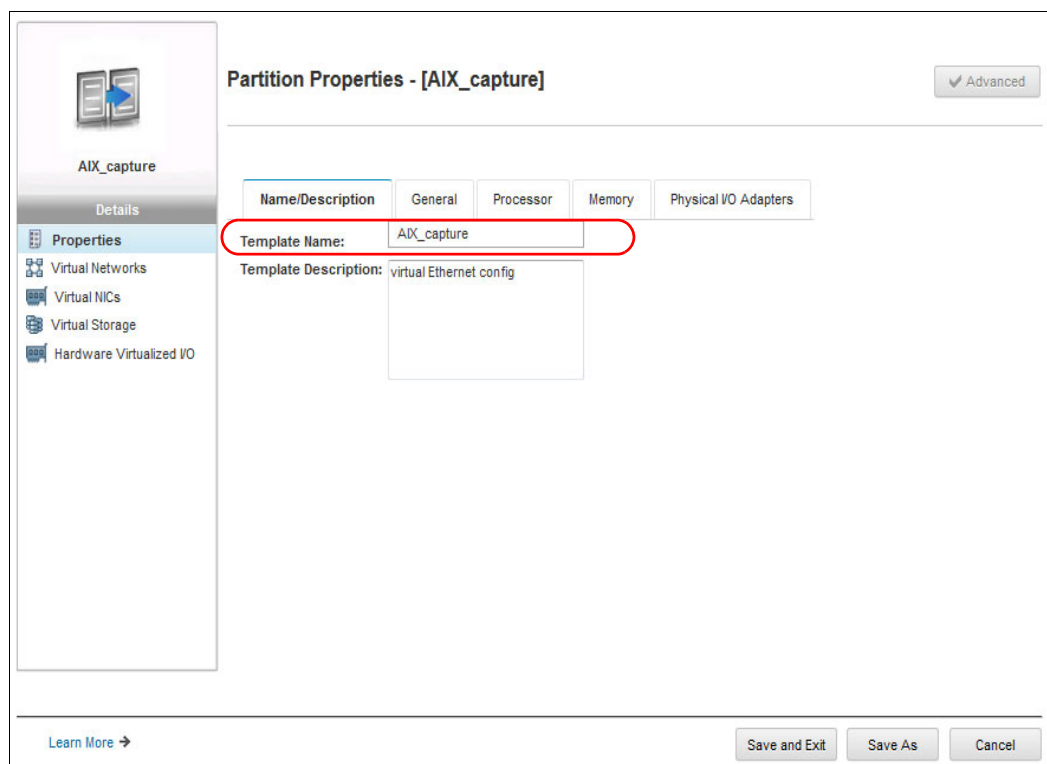 AIX_capture
Details
Properties
Virtual Networks
Virtual NICs
Virtual Storage
Hardware Virtualized I/O
Partition Properties - [AIX_capture]
Advanced
Name/Description
General
Processor
Memory
Physical I/O Adapters
Template Name: AIX_capture
Template Description: virtual Ethernet config
Learn More
Save and Exit
Save As
Cancel